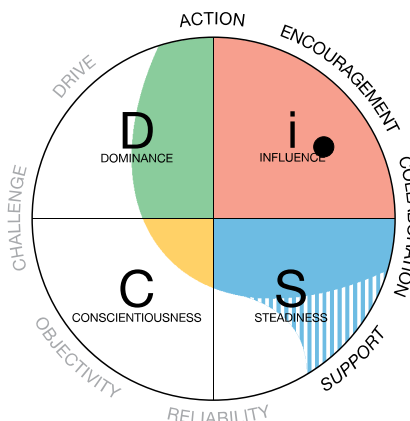 ACTION
ENCOURAGEMENT
DRIVE
D
DOMINANCE
i
INFLUENCE
CHALLENGE
COLLABORATION
C
CONSCIENTIOUSNESS
S
STEADINESS
OBJECTIVITY
SUPPORT
RELIABILITY